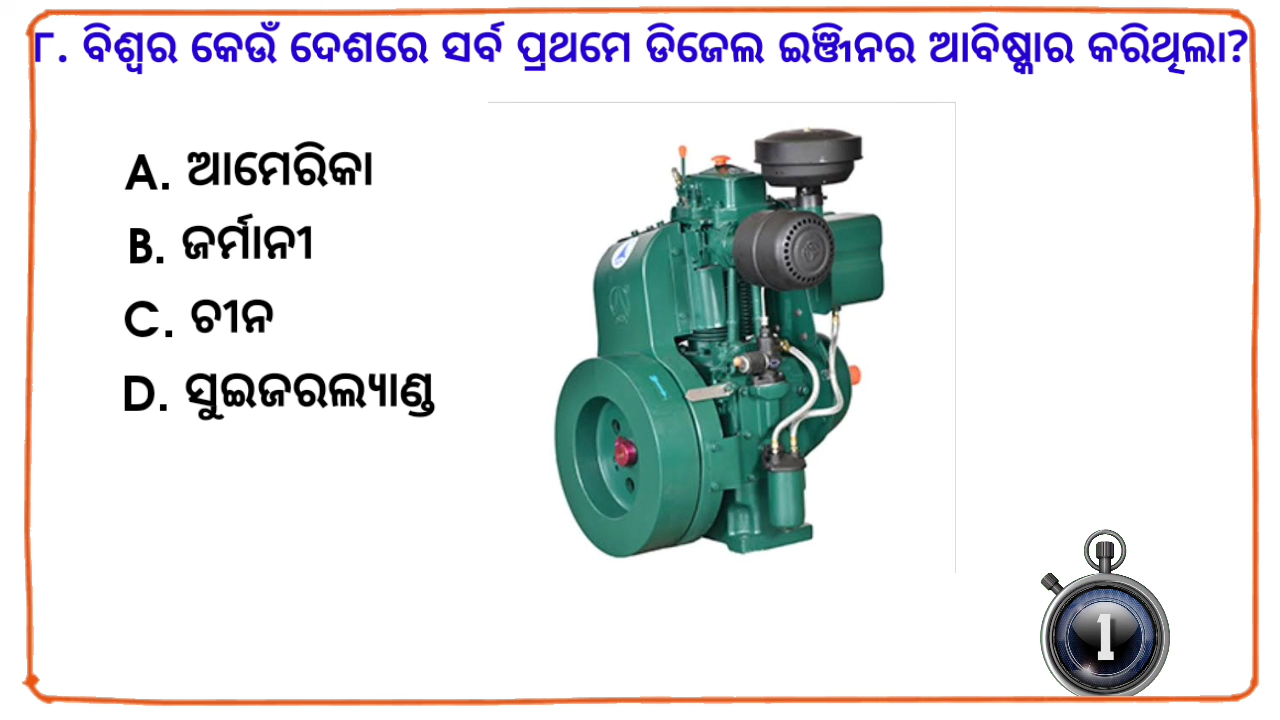 ୮. ବିଶ୍ୱର କେଉଁ ଦେଶରେ ସର୍ବ ପ୍ରଥମେ ଡିଜେଲ ଇଞ୍ଜିନର ଆବିଷ୍କାର କରିଥିଲା?
A. ଆମେରିକା
B. ଜର୍ମାନୀ
C. ଚୀନ
D. ସୁଇଜରଲ୍ୟାଣ୍ଡ
1